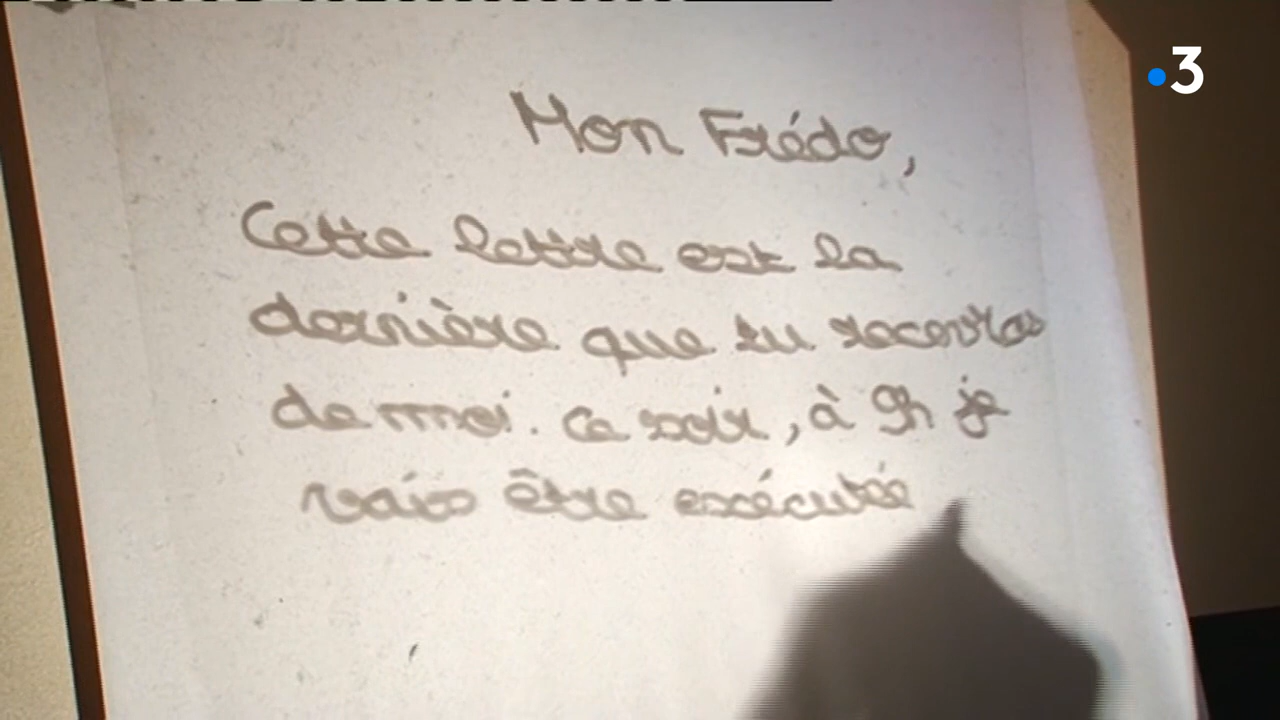 3
Mon Frédo,
Cette lettre est la
dernière que tu recevras
de moi. Ce soir, à 9h je
vais être exécutée